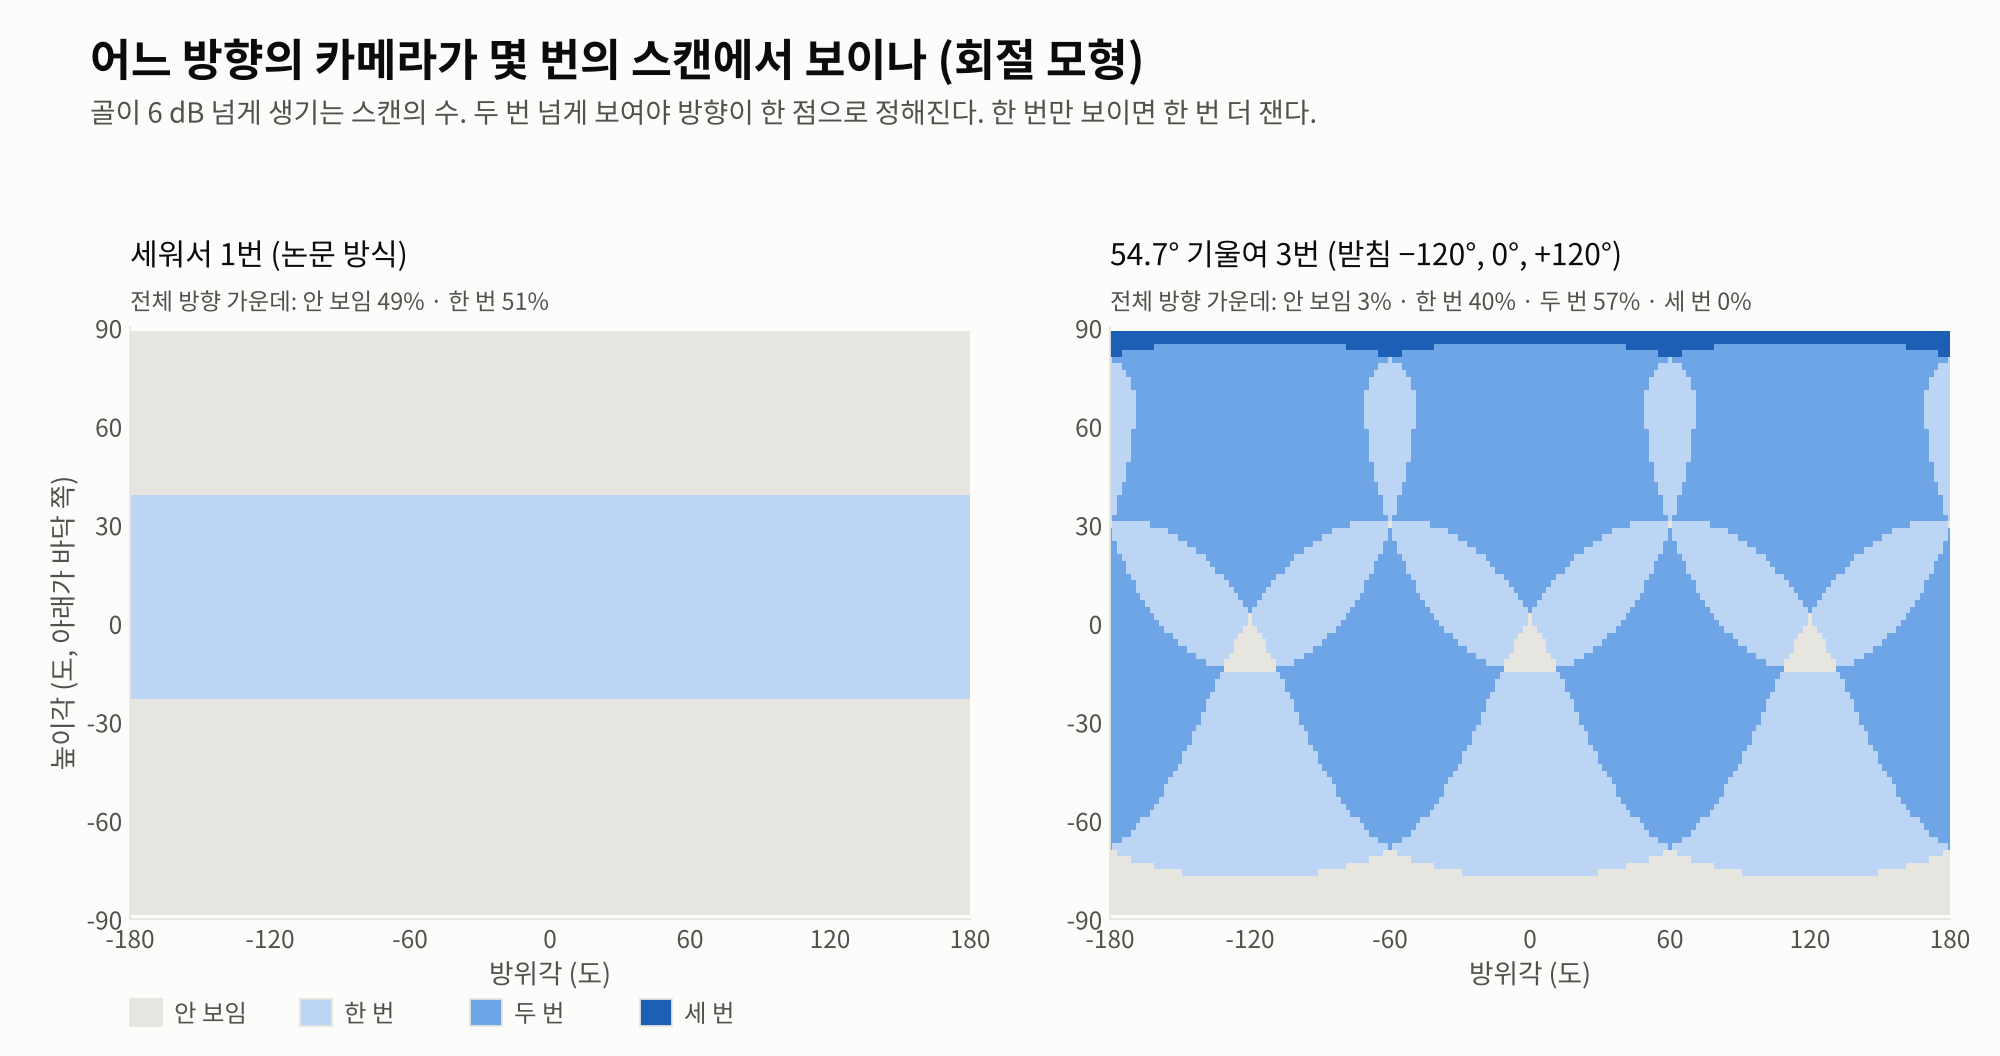 어느 방향의 카메라가 몇 번의 스캔에서 보이나 (회절 모형)
골이 6 dB 넘게 생기는 스캔의 수. 두 번 넘게 보여야 방향이 한 점으로 정해진다. 한 번만 보이면 한 번 더 잰다.
세워서 1번 (논문 방식)
전체 방향 가운데: 안 보임 49% · 한 번 51%
90
60
30
0
-30
-60
-90
높이각 (도, 아래가 바닥 쪽)
-180
-120
-60
0
60
120
180
방위각 (도)
54.7° 기울여 3번 (받침 −120°, 0°, +120°)
전체 방향 가운데: 안 보임 3% · 한 번 40% · 두 번 57% · 세 번 0%
90
60
30
0
-30
-60
-90
-180
-120
-60
0
60
120
180
방위각 (도)
안 보임
한 번
두 번
세 번